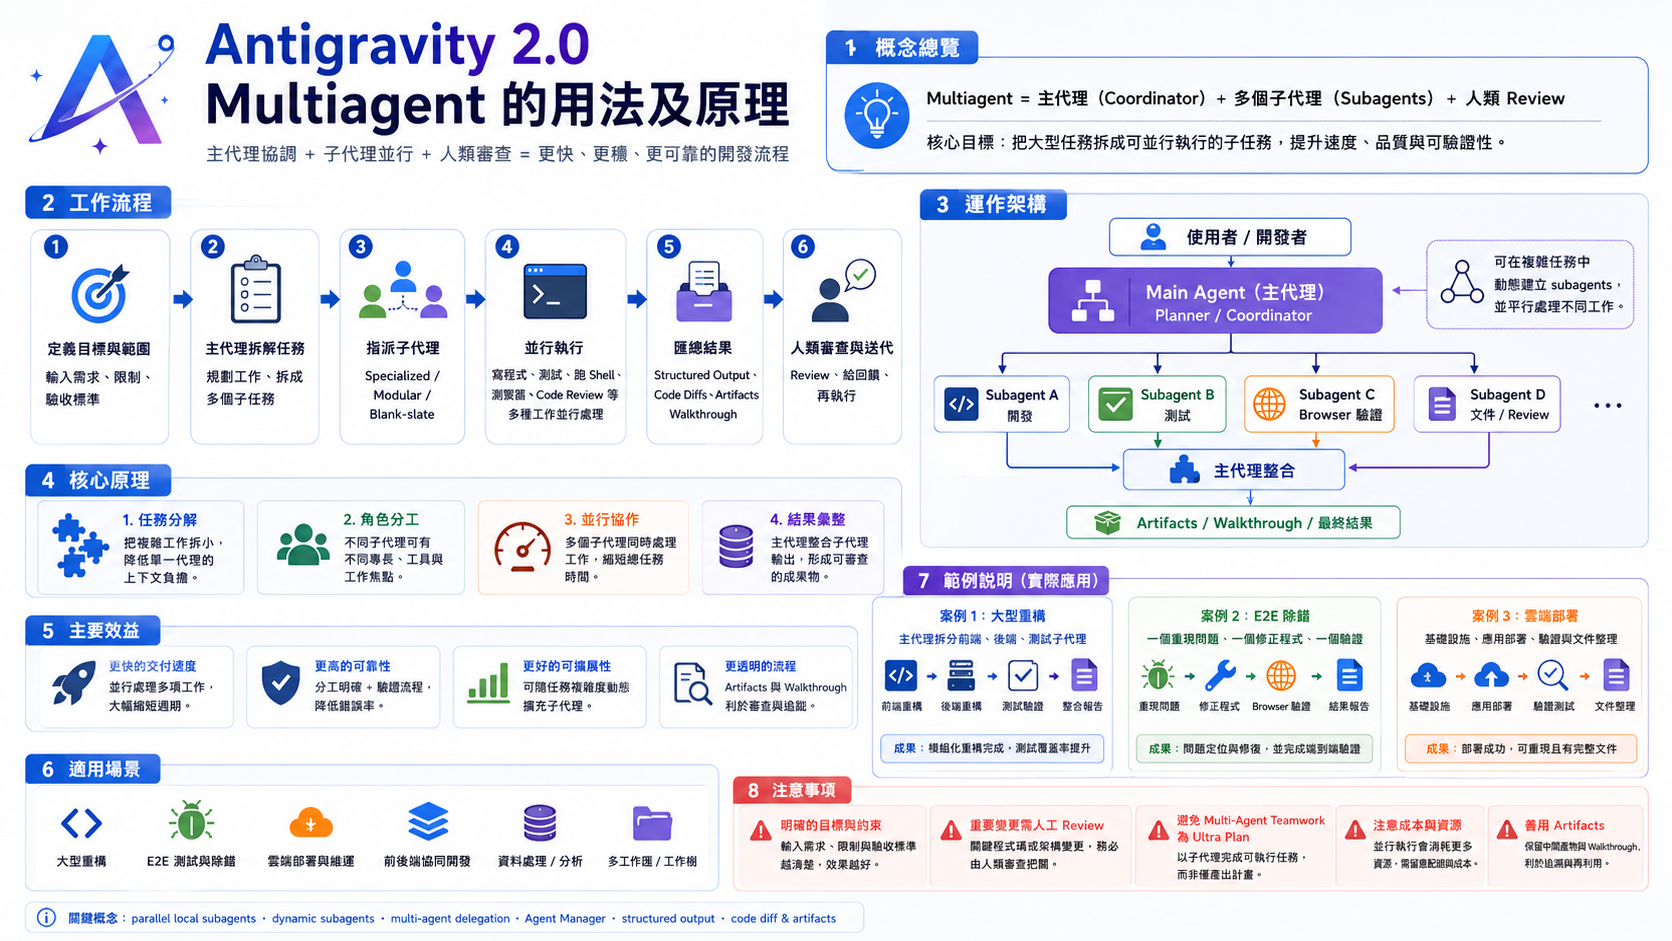 Antigravity 2.0
Multiagent 的用法及原理
主代理協調 + 子代理並行 + 人類審查 = 更快、更穩、更可靠的開發流程
1 概念總覽
Multiagent = 主代理（Coordinator）+ 多個子代理（Subagents）+ 人類 Review
核心目標：把大型任務拆成可並行執行的子任務，提升速度、品質與可驗證性。
2 工作流程
1
定義目標與範圍
輸入需求、限制、
驗收標準
2
主代理拆解任務
規劃工作、拆成
多個子任務
3
指派子代理
Specialized /
Modular /
Blank-slate
4
並行執行
寫程式、測試、跑 Shell、
Code Review 等
多種工作並行處理
5
匯總結果
Structured Output、
Code Diffs、Artifacts
Walkthrough
6
人類審查與迭代
Review、給回饋、
再執行
3 運作架構
使用者 / 開發者
Main Agent（主代理）
Planner / Coordinator
可在複雜任務中
動態建立 subagents，
並平行處理不同工作。
Subagent A
開發
Subagent B
測試
Subagent C
Browser 驗證
Subagent D
文件 / Review
...
主代理整合
Artifacts / Walkthrough / 最終結果
4 核心原理
1. 任務分解
把複雜工作拆小，
降低單一代理的
上下文負擔。
2. 角色分工
不同子代理可有
不同專長、工具與
工作焦點。
3. 並行協作
多個子代理同時處理
工作，縮短總任務
時間。
4. 結果彙整
主代理整合子代理
輸出，形成可審查
的成果物。
5 主要效益
更快的交付速度
並行處理多項工作，
大幅縮短週期。
更高的可靠性
分工明確 + 驗證流程，
降低錯誤率。
更好的可擴展性
可隨任務複雜度動態
擴充子代理。
更透明的流程
Artifacts 與 Walkthrough
利於審查與追蹤。
6 適用場景
大型重構
E2E 測試與除錯
雲端部署與維運
前後端協同開發
資料處理 / 分析
多工作區 / 工作樹
7 範例説明（實際應用）
案例 1：大型重構
主代理拆分前端、後端、測試子代理
前端重構
後端重構
測試驗證
整合報告
成果：模組化重構完成，測試覆蓋率提升
案例 2：E2E 除錯
一個重現問題、一個修正程式、一個驗證
重現問題
修正程式
Browser 驗證
結果報告
成果：問題定位與修復，並完成端到端驗證
案例 3：雲端部署
基礎設施、應用部署、驗證與文件整理
基礎設施
應用部署
驗證測試
文件整理
成果：部署成功，可重現且有完整文件
8 注意事項
明確的目標與約束
輸入需求、限制與驗收標準
越清楚，效果越好。
重要變更需人工 Review
關鍵程式碼或架構變更，務必
由人類審查把關。
避免 Multi-Agent Teamwork
為 Ultra Plan
以子代理完成可執行任務，
而非僅產出計畫。
注意成本與資源
並行執行會消耗更多
資源，需留意配額與成本。
善用 Artifacts
保留中間產物與 Walkthrough，
利於追溯與再利用。
關鍵概念：parallel local subagents · dynamic subagents · multi-agent delegation · Agent Manager · structured output · code diff & artifacts